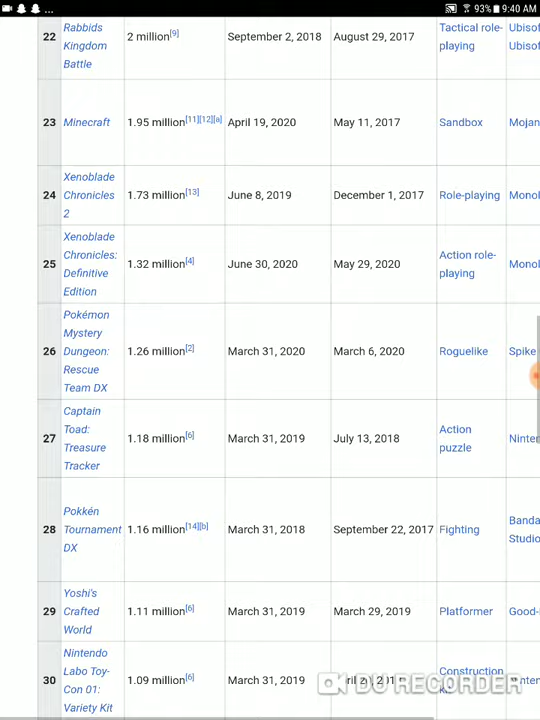 ... 93% 9:40 AM
Rabbids
Kingdom
Battle
22 2 million[9] September 2, 2018 August 29, 2017 Tactical role-
playing
23 Minecraft 1.95 million[11][12][a] April 19, 2020 May 11, 2017 Sandbox Mojan
Xenoblade
Chronicles
2
24 1.73 million[13] June 8, 2019 December 1, 2017 Role-playing
Xenoblade
Chronicles:
Definitive
Edition
25 1.32 million[4] June 30, 2020 May 29, 2020 Action role-
playing
Pokémon
Mystery
Dungeon:
Rescue
Team DX
26 1.26 million[2] March 31, 2020 March 6, 2020 Roguelike Spike
Captain
Toad:
Treasure
Tracker
27 1.18 million[6] March 31, 2019 July 13, 2018 Action
puzzle
Pokkén
Tournament
DX
28 1.16 million[14][b] March 31, 2018 September 22, 2017 Fighting Banda
Studio
Yoshi's
Crafted
World
29 1.11 million[6] March 31, 2019 March 29, 2019 Platformer Good-
Nintendo
Labo Toy-
Con 01:
Variety Kit
30 1.09 million[6] March 31, 2019 Construction
DU RECORDER